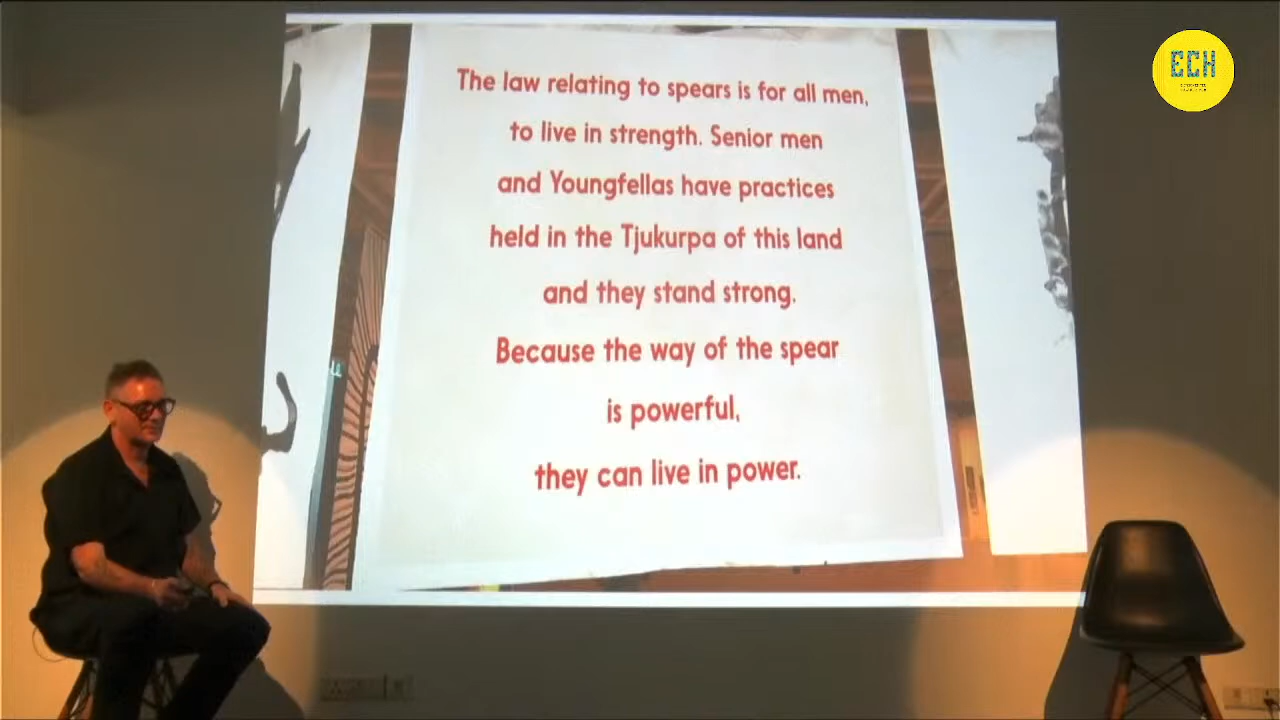 ECH
The law relating to spears is for all men,
to live in strength. Senior men
and Youngfellas have practices
held in the Tjukurpa of this land
and they stand strong.
Because the way of the spear
is powerful,
they can live in power.